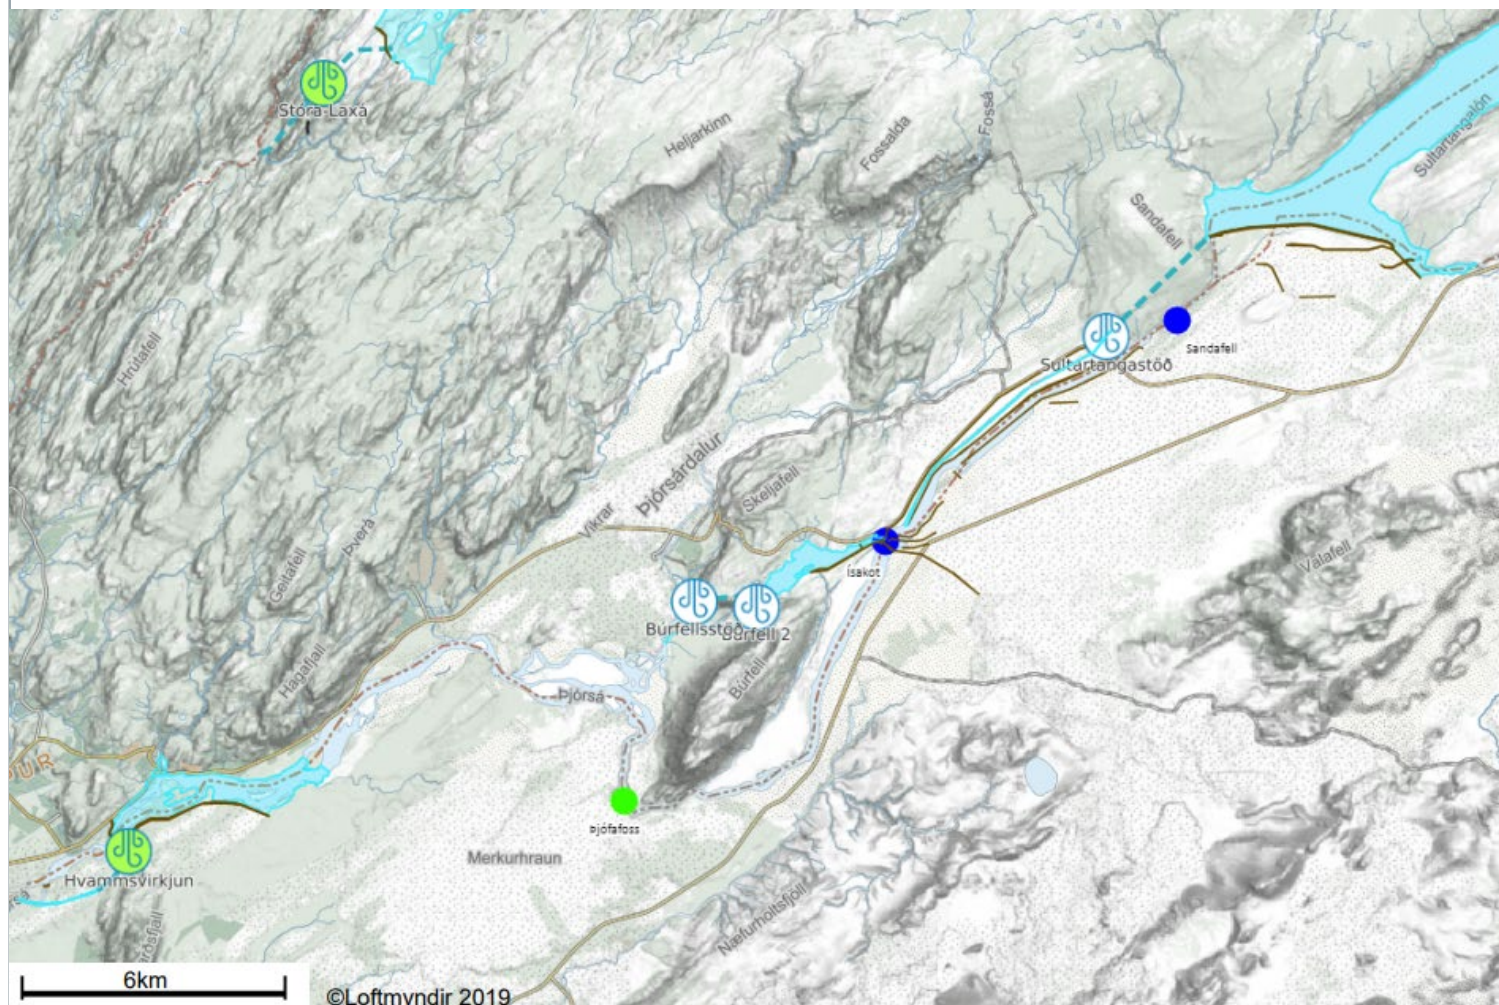 Stóra-Laxá
Heljarkinn
Fossalda
Fossá
Sultartangalón
Sandafell
Sandafell
Sultartangastöð
Hrútafell
Þjórsárdalur
Skeljafell
Vikrar
Þverá
Geitafell
Ísakot
Valafell
Búrfellsstöð
Búrfell 2
Búrfell
Hagafjall
Þjórsá
Þjófafoss
Merkurhraun
Hvammsvirkjun
Næfurholtsfjöll
6km
©Loftmyndir 2019